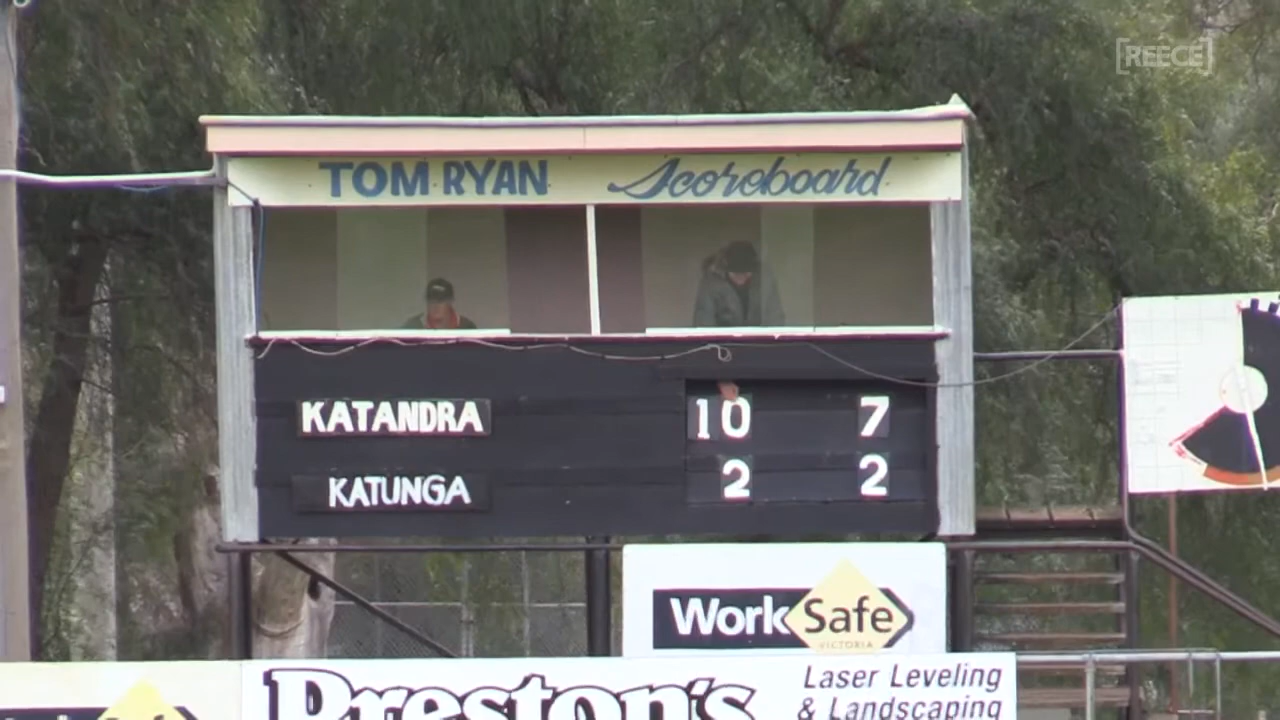 [REECE]
TOM RYAN Scoreboard
KATANDRA 10 7
KATUNGA 2 2
WorkSafe
VICTORIA
Preston's
Laser Leveling
& Landscaping